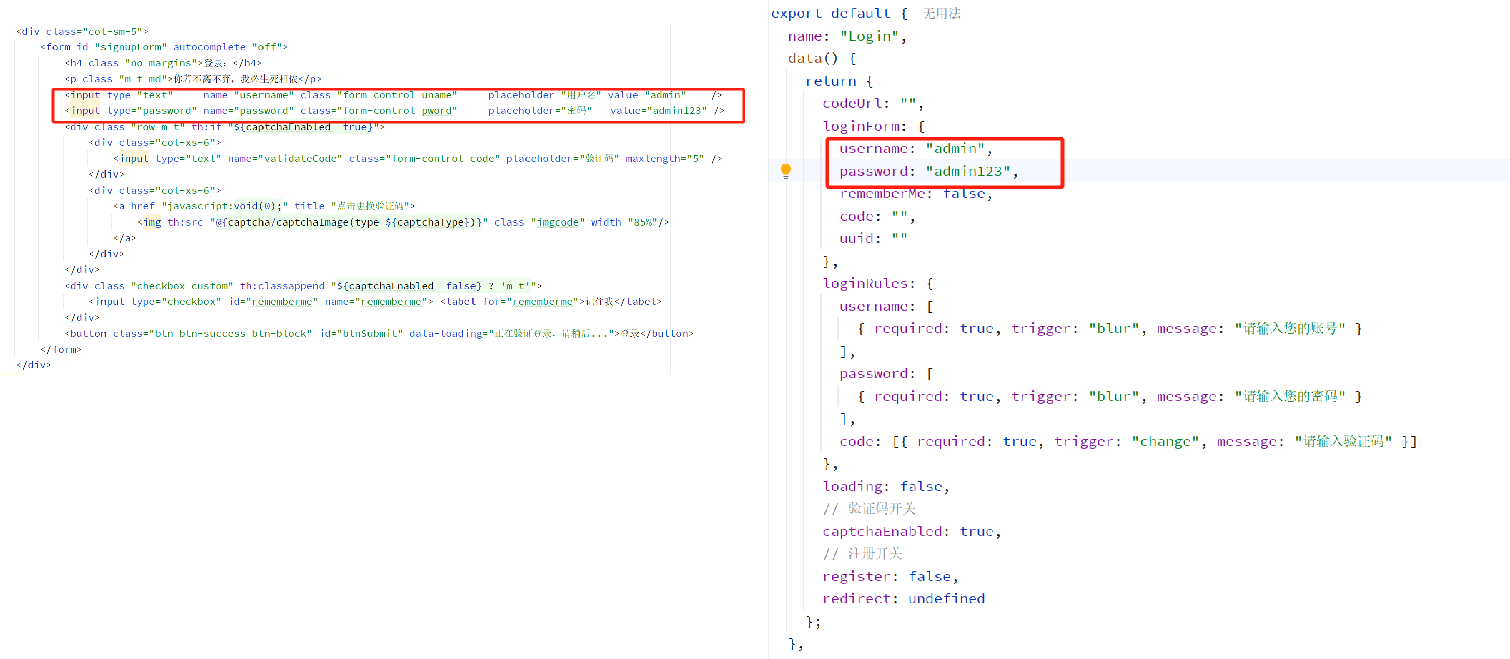 <div class="col-sm-5">
<form id="signupForm" autocomplete="off">
<h4 class="no-margins">登录：</h4>
<p class="m-t-md">你若不离不弃，我必生死相依</p>
<input type="text"     name="username" class="form-control uname"     placeholder="用户名" value="admin"    />
<input type="password" name="password" class="form-control pword"     placeholder="密码"   value="admin123" />
<div class="row m-t" th:if="${captchaEnabled==true}">
<div class="col-xs-6">
<input type="text" name="validateCode" class="form-control code" placeholder="验证码" maxlength="5" />
</div>
<div class="col-xs-6">
<a href="javascript:void(0);" title="点击更换验证码">
<img th:src="@{captcha/captchaImage(type=${captchaType})}" class="imgcode" width="85%"/>
</a>
</div>
</div>
<div class="checkbox-custom" th:classappend="${captchaEnabled==false} ? 'm-t'">
<input type="checkbox" id="rememberme" name="rememberme"> <label for="rememberme">记住我</label>
</div>
<button class="btn btn-success btn-block" id="btnSubmit" data-loading="正在验证登录，请稍后...">登录</button>
</form>
</div>
export default {  无用法
name: "Login",
data() {
return {
codeUrl: "",
loginForm: {
username: "admin",
password: "admin123",
rememberMe: false,
code: "",
uuid: ""
},
loginRules: {
username: [
{ required: true, trigger: "blur", message: "请输入您的账号" }
],
password: [
{ required: true, trigger: "blur", message: "请输入您的密码" }
],
code: [{ required: true, trigger: "change", message: "请输入验证码" }]
},
loading: false,
// 验证码开关
captchaEnabled: true,
// 注册开关
register: false,
redirect: undefined
};
},